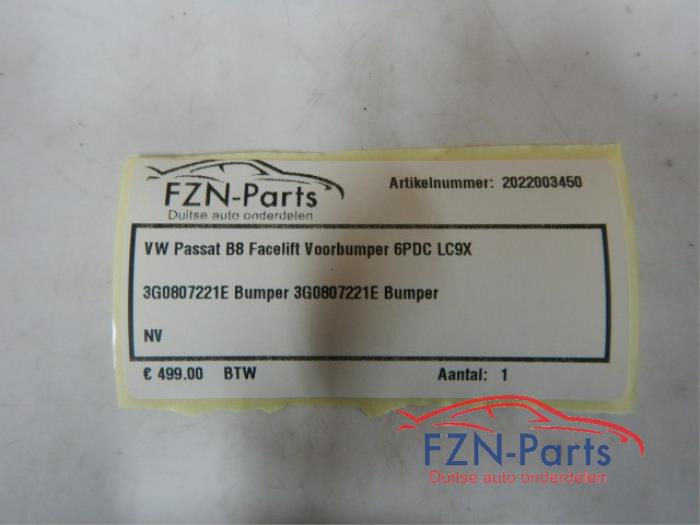 FZN-Parts
Duitse auto onderdelen
Artikelnummer: 2022003450
VW Passat B8 Facelift Voorbumper 6PDC LC9X
3G0807221E Bumper 3G0807221E Bumper
NV
€ 499.00 BTW Aantal: 1
FZN-Parts
Duitse auto onderdelen